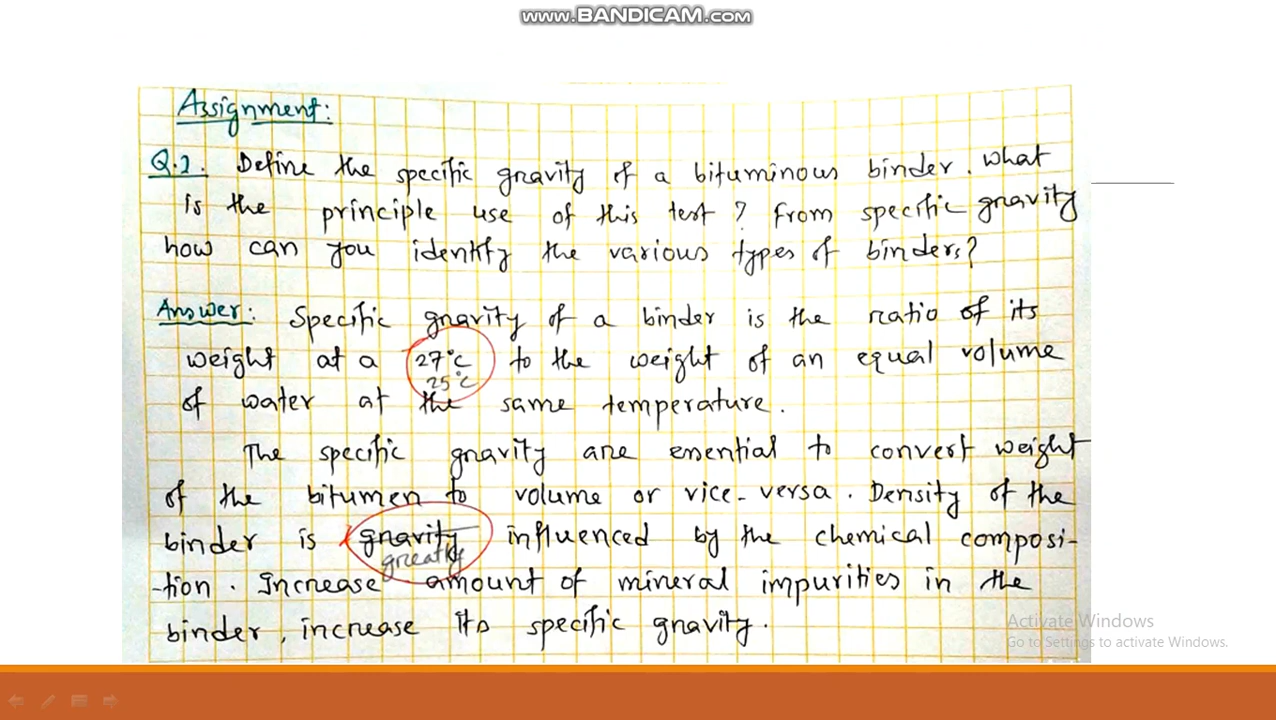 www.BANDICAM.com
Assignment:
Q.1. Define the specific gravity of a bituminous binder. What
is the principle use of this test? From specific gravity
how can you identify the various types of binders?
Answer: Specific gravity of a binder is the ratio of its
weight at a 27°C to the weight of an equal volume
25°C
of water at the same temperature.
The specific gravity are essential to convert weight
of the bitumen to volume or vice-versa. Density of the
binder is gravity influenced by the chemical composi-
greatly
-tion. Increase amount of mineral impurities in the
binder, increase its specific gravity.
Activate Windows
Go to Settings to activate Windows.